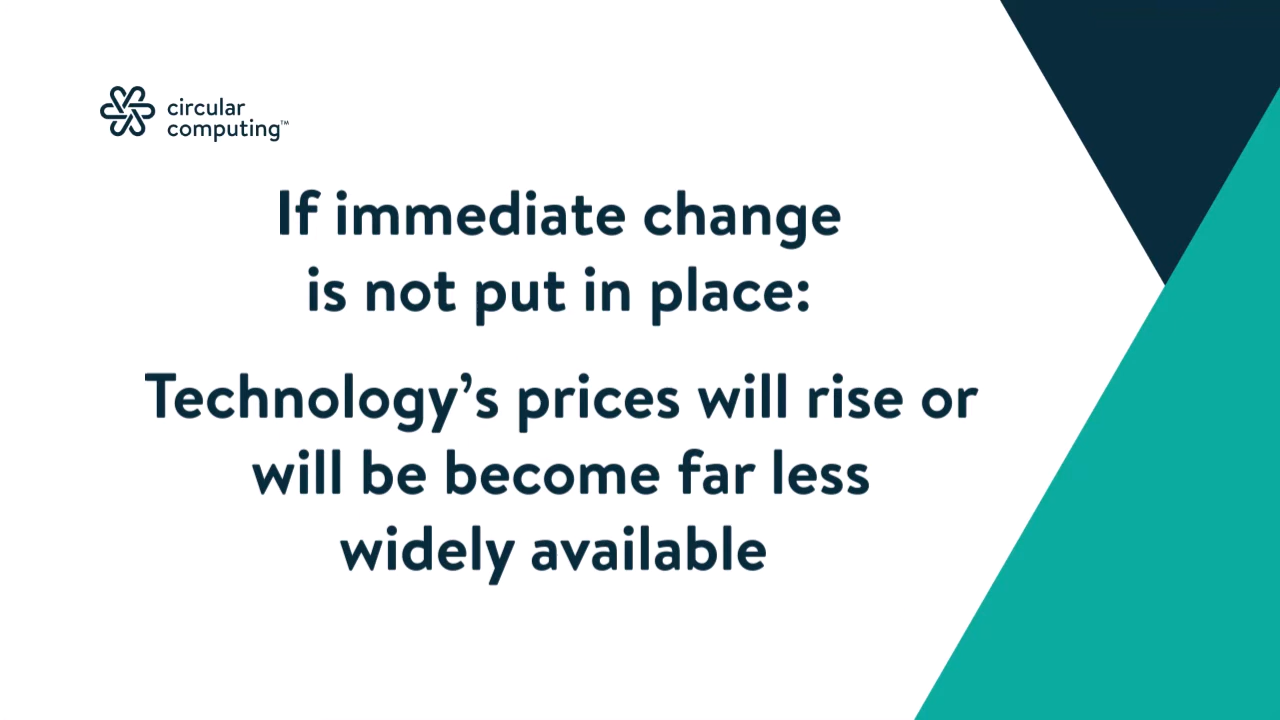 circular
computing™
If immediate change
is not put in place:
Technology’s prices will rise or
will be become far less
widely available